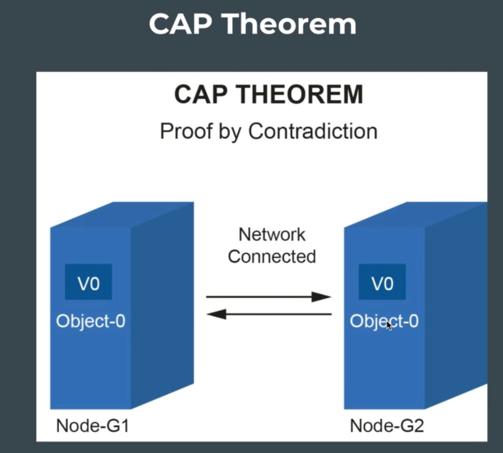 CAP Theorem
CAP THEOREM
Proof by Contradiction
Network
Connected
V0
Object-0
V0
Object-0
Node-G1
Node-G2